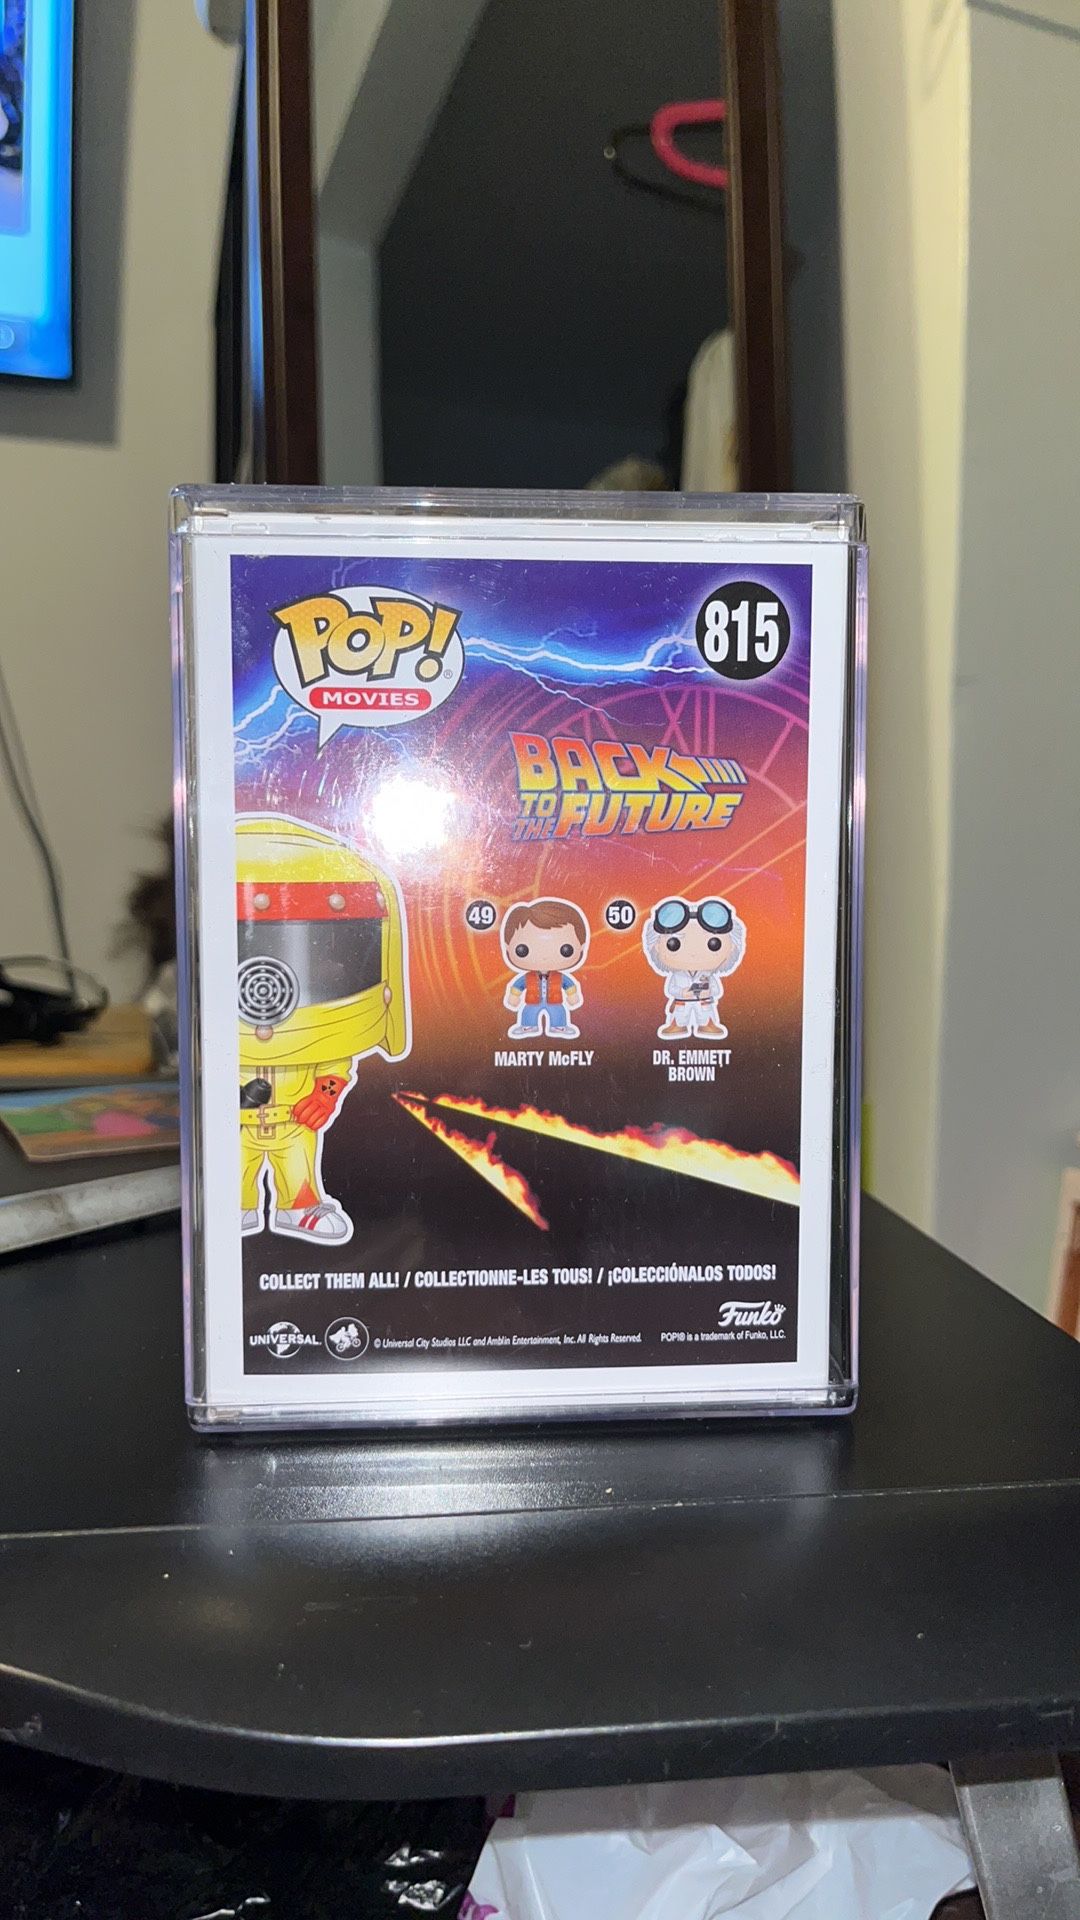 POP!
MOVIES
815
BACK
TO THE FUTURE
49
50
MARTY McFLY
DR. EMMETT
BROWN
COLLECT THEM ALL! / COLLECTIONNE-LES TOUS! / ¡COLECCIÓNALOS TODOS!
Funko
UNIVERSAL
© Universal City Studios LLC and Amblin Entertainment, Inc. All Rights Reserved.
POP!® is a trademark of Funko, LLC.